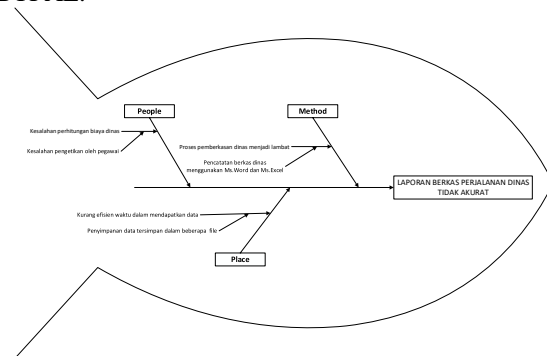 People
Method
Kesalahan perhitungan biaya dinas
Kesalahan pengetikan oleh pegawai
Proses pemberkasan dinas menjadi lambat
Pencatatan berkas dinas
menggunakan Ms.Word dan Ms.Excel
LAPORAN BERKAS PERJALANAN DINAS
TIDAK AKURAT
Kurang efisien waktu dalam mendapatkan data
Penyimpanan data tersimpan dalam beberapa file
Place